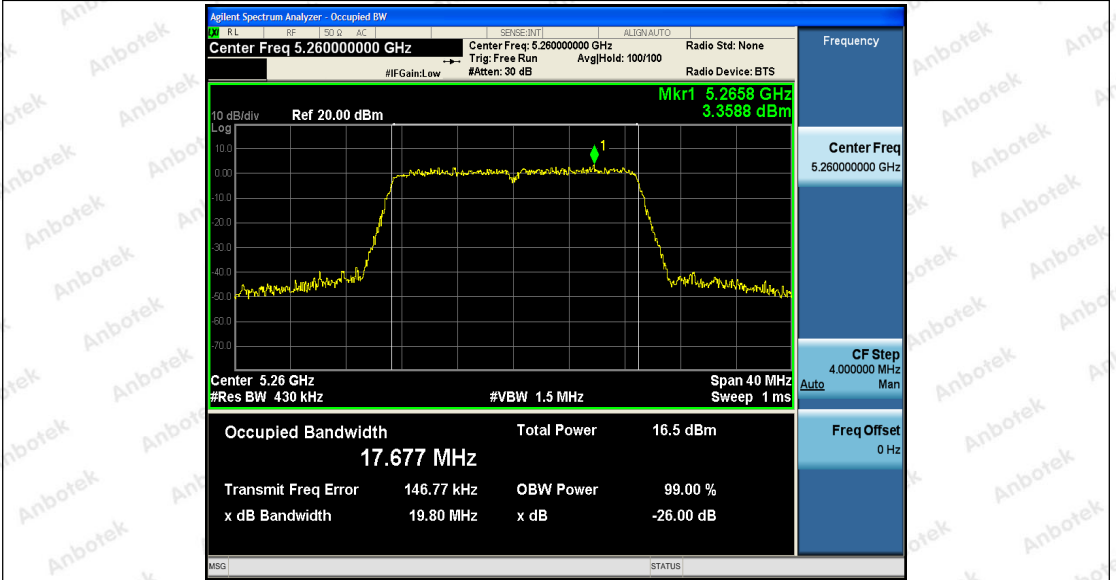 Agilent Spectrum Analyzer - Occupied BW
RL RF 50 Ω AC SENSE:INT ALIGN AUTO
Center Freq 5.260000000 GHz
Center Freq: 5.260000000 GHz
Radio Std: None
Trig: Free Run Avg|Hold: 100/100
#IFGain:Low
#Atten: 30 dB
Radio Device: BTS
Mkr1 5.2658 GHz
3.3588 dBm
10 dB/div Ref 20.00 dBm
Log
10.0
0.00
-10.0
-20.0
-30.0
-40.0
-50.0
-60.0
-70.0
1
Center 5.26 GHz
Span 40 MHz
#Res BW 430 kHz
#VBW 1.5 MHz
Sweep 1 ms
Occupied Bandwidth
17.677 MHz
Total Power 16.5 dBm
Transmit Freq Error 146.77 kHz
OBW Power 99.00 %
x dB Bandwidth 19.80 MHz
x dB -26.00 dB
MSG
STATUS
Frequency
Center Freq
5.260000000 GHz
CF Step
4.000000 MHz
Auto Man
Freq Offset
0 Hz
Anbotek